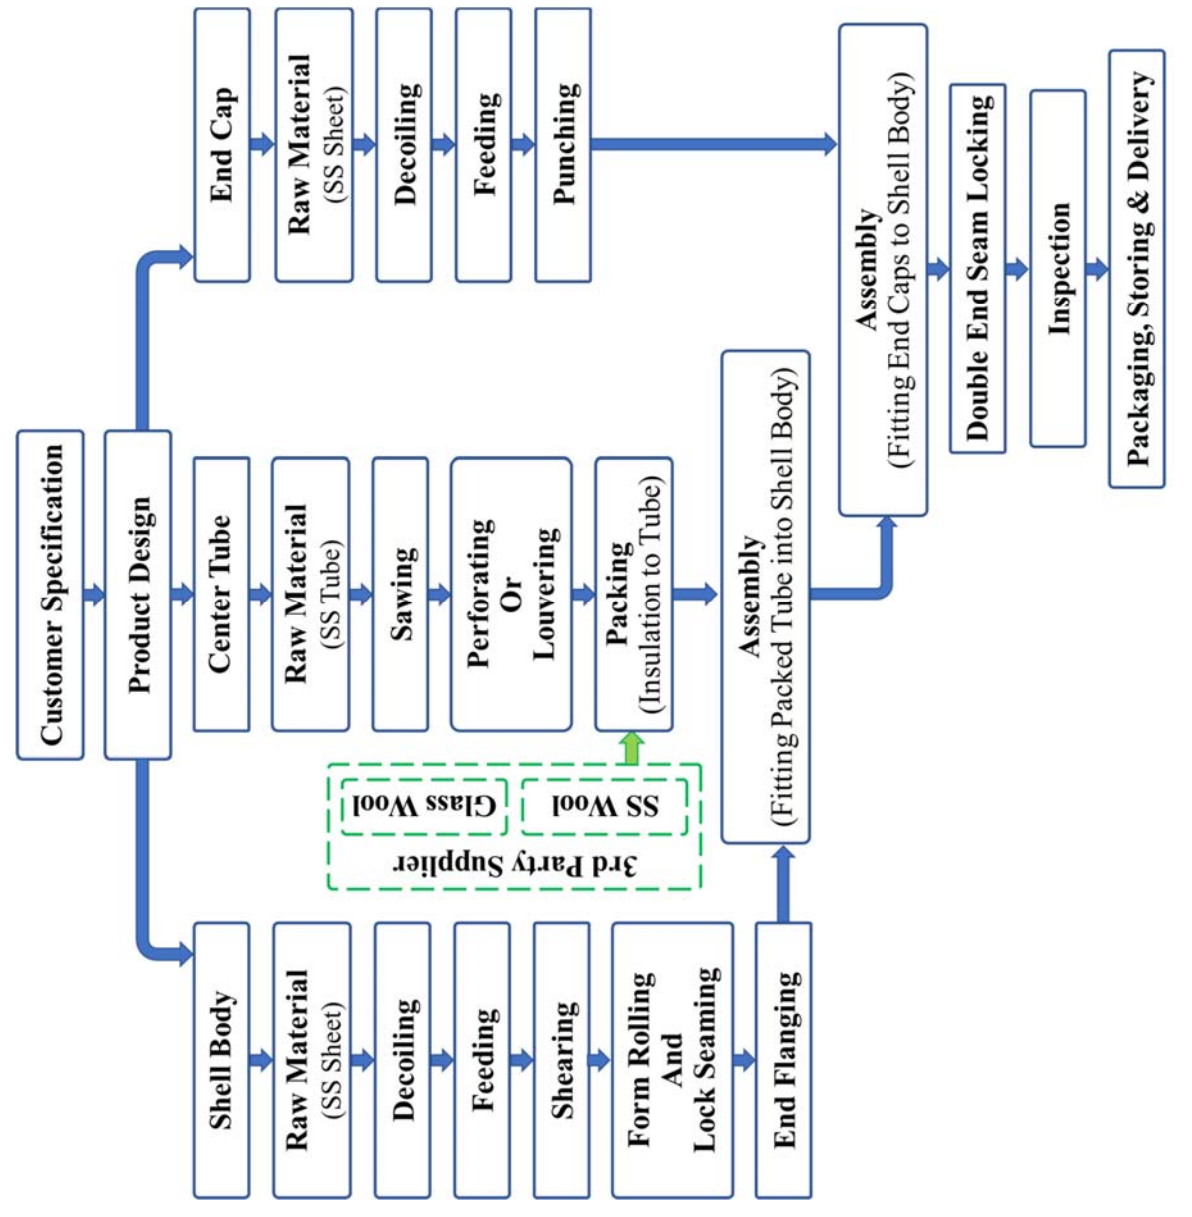 Customer Specification
Product Design
Shell Body
Raw Material
(SS Sheet)
Decoiling
Feeding
Shearing
Form Rolling
And
Lock Seaming
End Flanging
Center Tube
Raw Material
(SS Tube)
Sawing
Perforating
Or
Louvering
Packing
(Insulation to Tube)
3rd Party Supplier
Glass Wool
SS Wool
End Cap
Raw Material
(SS Sheet)
Decoiling
Feeding
Punching
Assembly
(Fitting Packed Tube into Shell Body)
Assembly
(Fitting End Caps to Shell Body)
Double End Seam Locking
Inspection
Packaging, Storing & Delivery